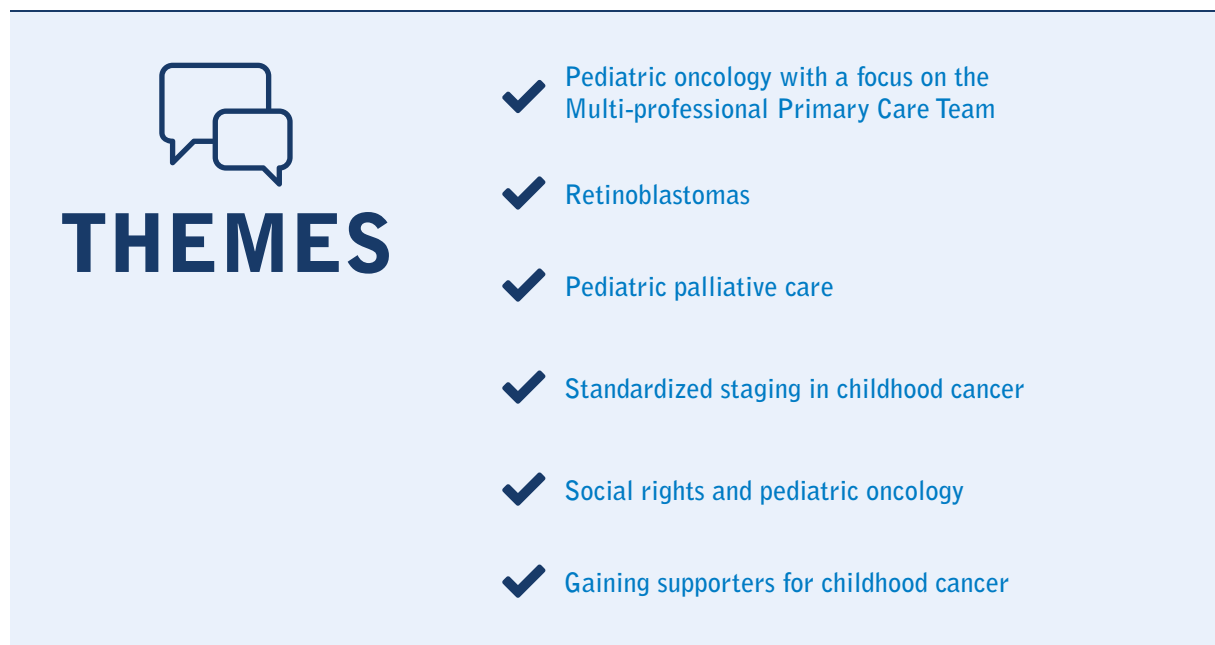 THEMES
Pediatric oncology with a focus on the
Multi-professional Primary Care Team
Retinoblastomas
Pediatric palliative care
Standardized staging in childhood cancer
Social rights and pediatric oncology
Gaining supporters for childhood cancer